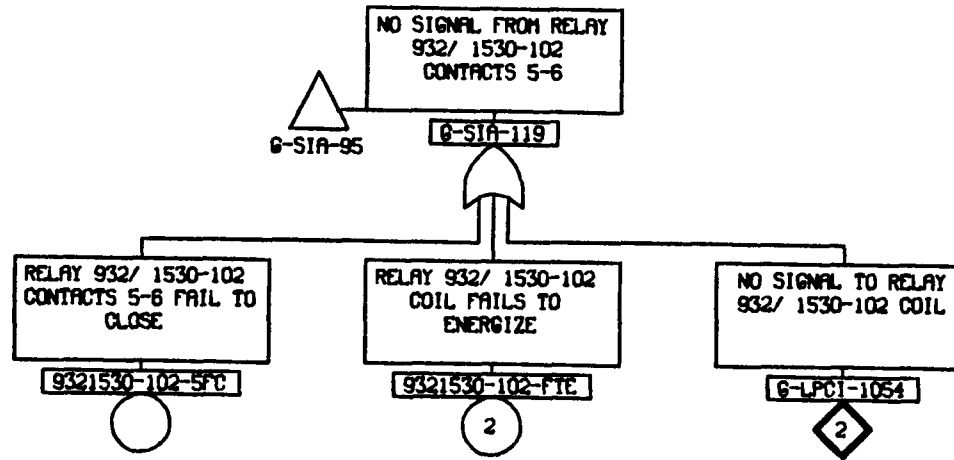 NO SIGNAL FROM RELAY
932/ 1530-102
CONTACTS 5-6
G-SIA-95
G-SIA-119
RELAY 932/ 1530-102
CONTACTS 5-6 FAIL TO
CLOSE
RELAY 932/ 1530-102
COIL FAILS TO
ENERGIZE
NO SIGNAL TO RELAY
932/ 1530-102 COIL
9321530-102-5FC
9321530-102-FTE
G-LPCI-1054
2
2